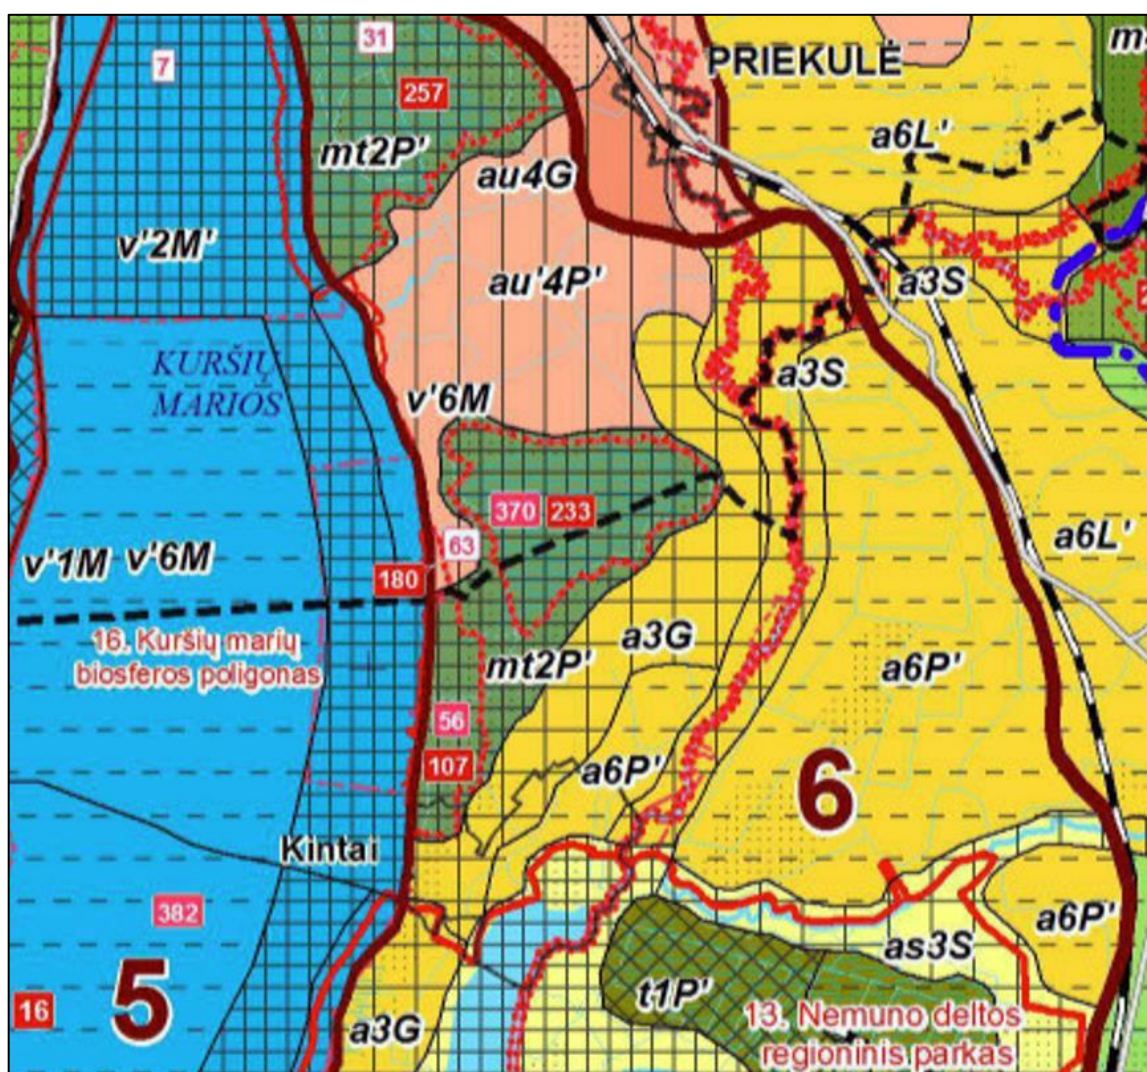 31
7
m
PRIEKULĖ
257
a6L'
mt2P'
au4G
v'2M'
au'4P'
a3S
KURŠIŲ
MARIOS
a3S
v'6M
370
233
63
a6L'
v'1M
v'6M
180
16. Kuršių marių
biosferos poligonas
a3G
mt2P'
a6P'
56
107
a6P'
6
Kintai
382
a6P'
as3S
5
t1P'
16
a3G
13. Nemuno deltos
regioninis parkas